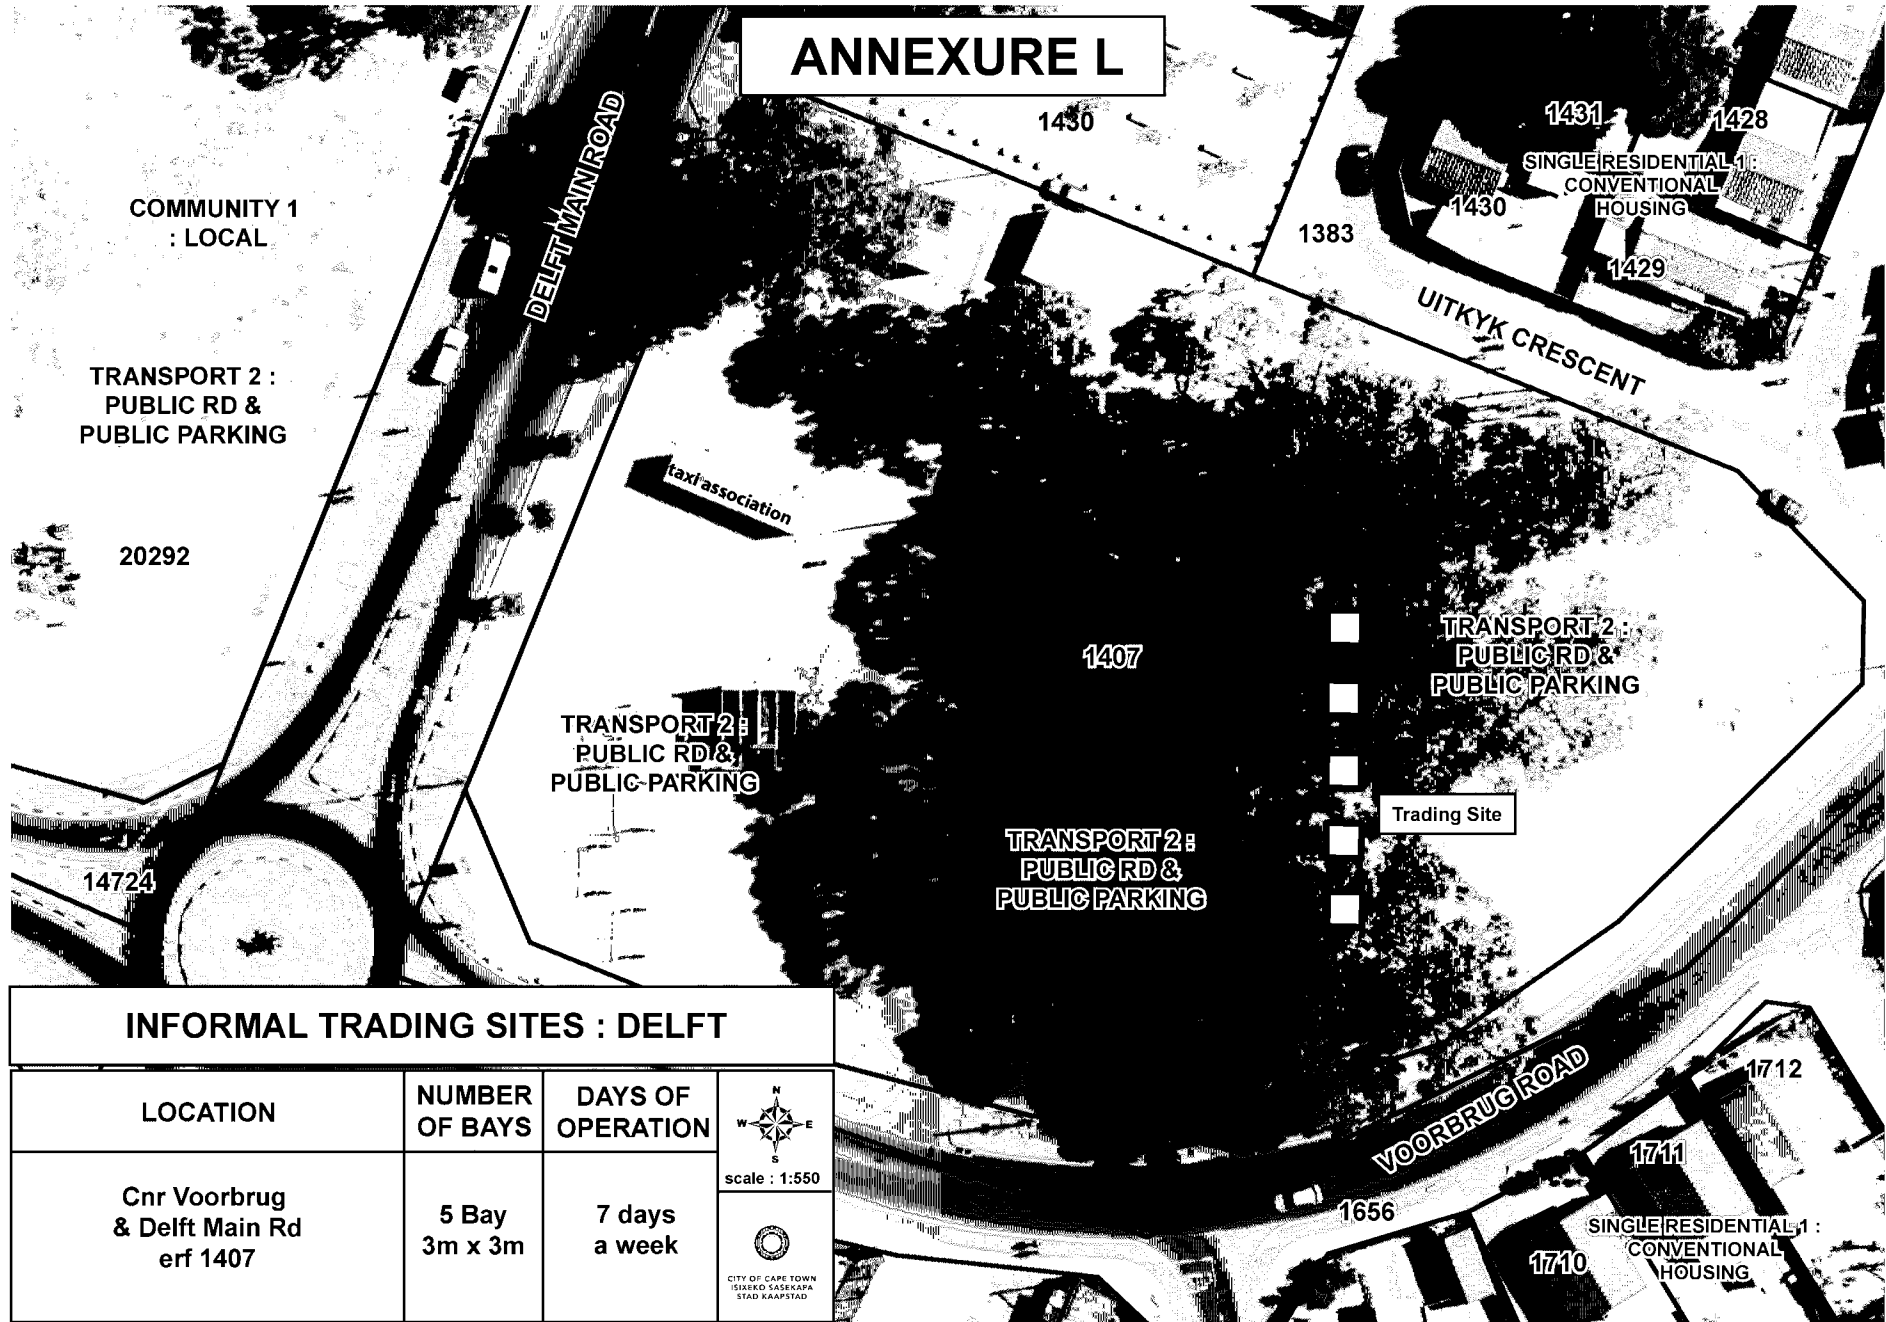 ANNEXURE L
1430
1431
1428
SINGLE RESIDENTIAL 1 :
CONVENTIONAL
HOUSING
1430
1383
1429
UITKYK CRESCENT
DELFT MAIN ROAD
COMMUNITY 1
: LOCAL
TRANSPORT 2 :
PUBLIC RD &
PUBLIC PARKING
20292
taxi association
1407
TRANSPORT 2 :
PUBLIC RD &
PUBLIC PARKING
TRANSPORT 2 :
PUBLIC RD &
PUBLIC PARKING
Trading Site
TRANSPORT 2 :
PUBLIC RD &
PUBLIC PARKING
14724
VOORBRUG ROAD
1712
1711
1656
1710
SINGLE RESIDENTIAL 1 :
CONVENTIONAL
HOUSING
INFORMAL TRADING SITES : DELFT
LOCATION
NUMBER
OF BAYS
DAYS OF
OPERATION
N
W E
S
scale : 1:550
Cnr Voorbrug
& Delft Main Rd
erf 1407
5 Bay
3m x 3m
7 days
a week
CITY OF CAPE TOWN
ISIXEKO SASEKAPA
STAD KAAPSTAD